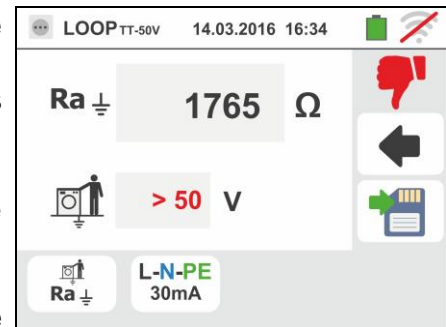 LOOP TT-50V 14.03.2016 16:34
Ra 1765 Ω
> 50 V
Ra
L-N-PE
30mA